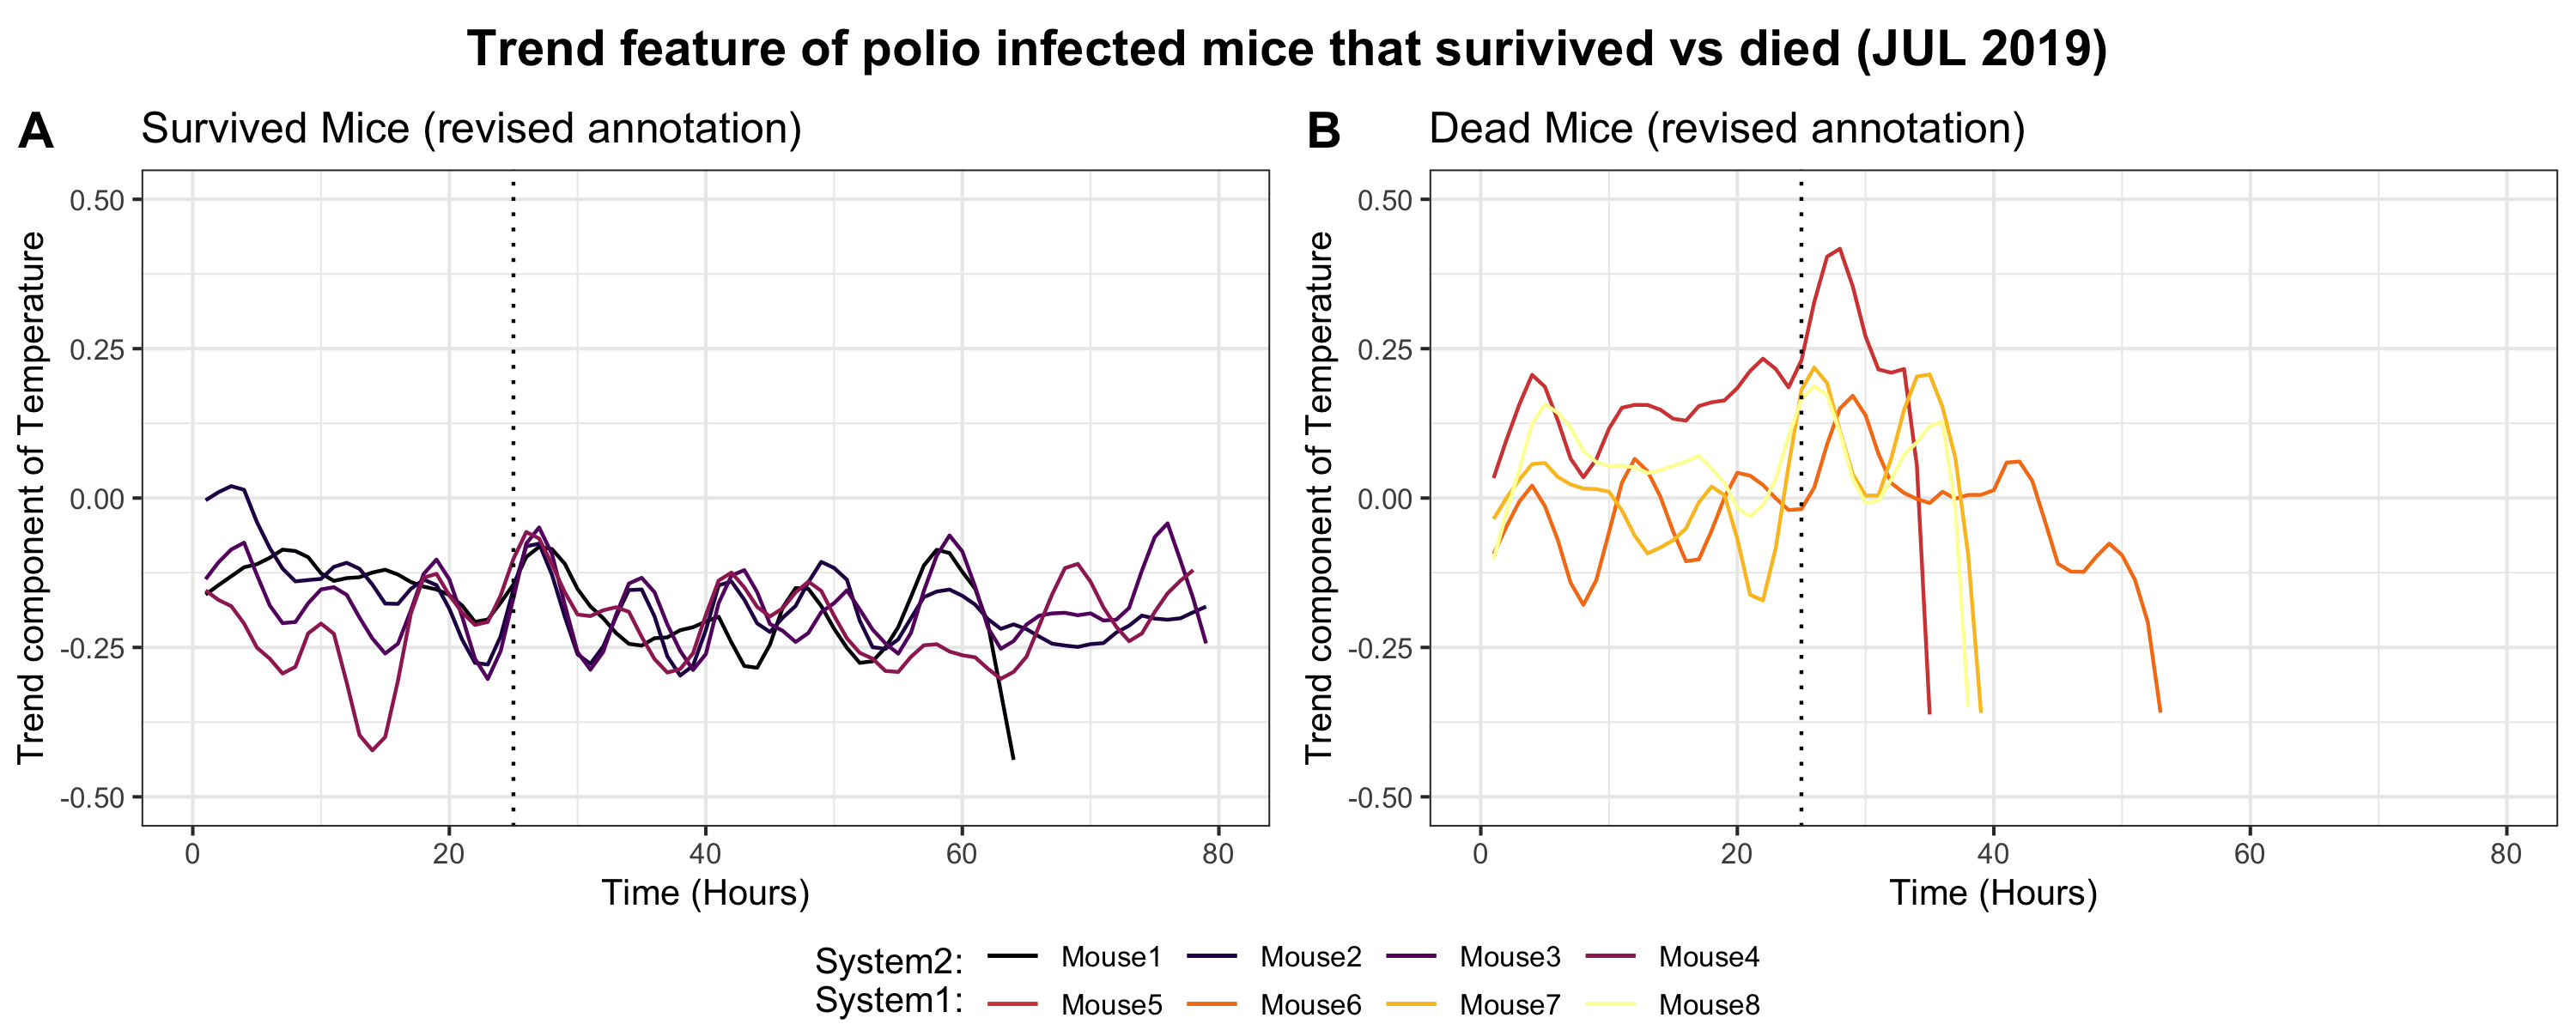 Trend feature of polio infected mice that surivived vs died (JUL 2019)
A
Survived Mice (revised annotation)
Trend component of Temperature
0.50
0.25
0.00
-0.25
-0.50
0 20 40 60 80
Time (Hours)
B
Dead Mice (revised annotation)
Trend component of Temperature
0.50
0.25
0.00
-0.25
-0.50
0 20 40 60 80
Time (Hours)
System2: Mouse1 Mouse2 Mouse3 Mouse4
System1: Mouse5 Mouse6 Mouse7 Mouse8